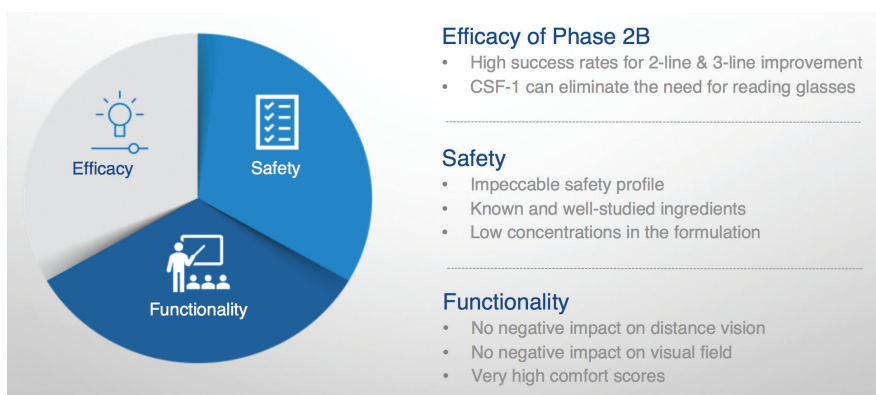 Efficacy
Safety
Functionality
Efficacy of Phase 2B
• High success rates for 2-line & 3-line improvement
• CSF-1 can eliminate the need for reading glasses
Safety
• Impeccable safety profile
• Known and well-studied ingredients
• Low concentrations in the formulation
Functionality
• No negative impact on distance vision
• No negative impact on visual field
• Very high comfort scores